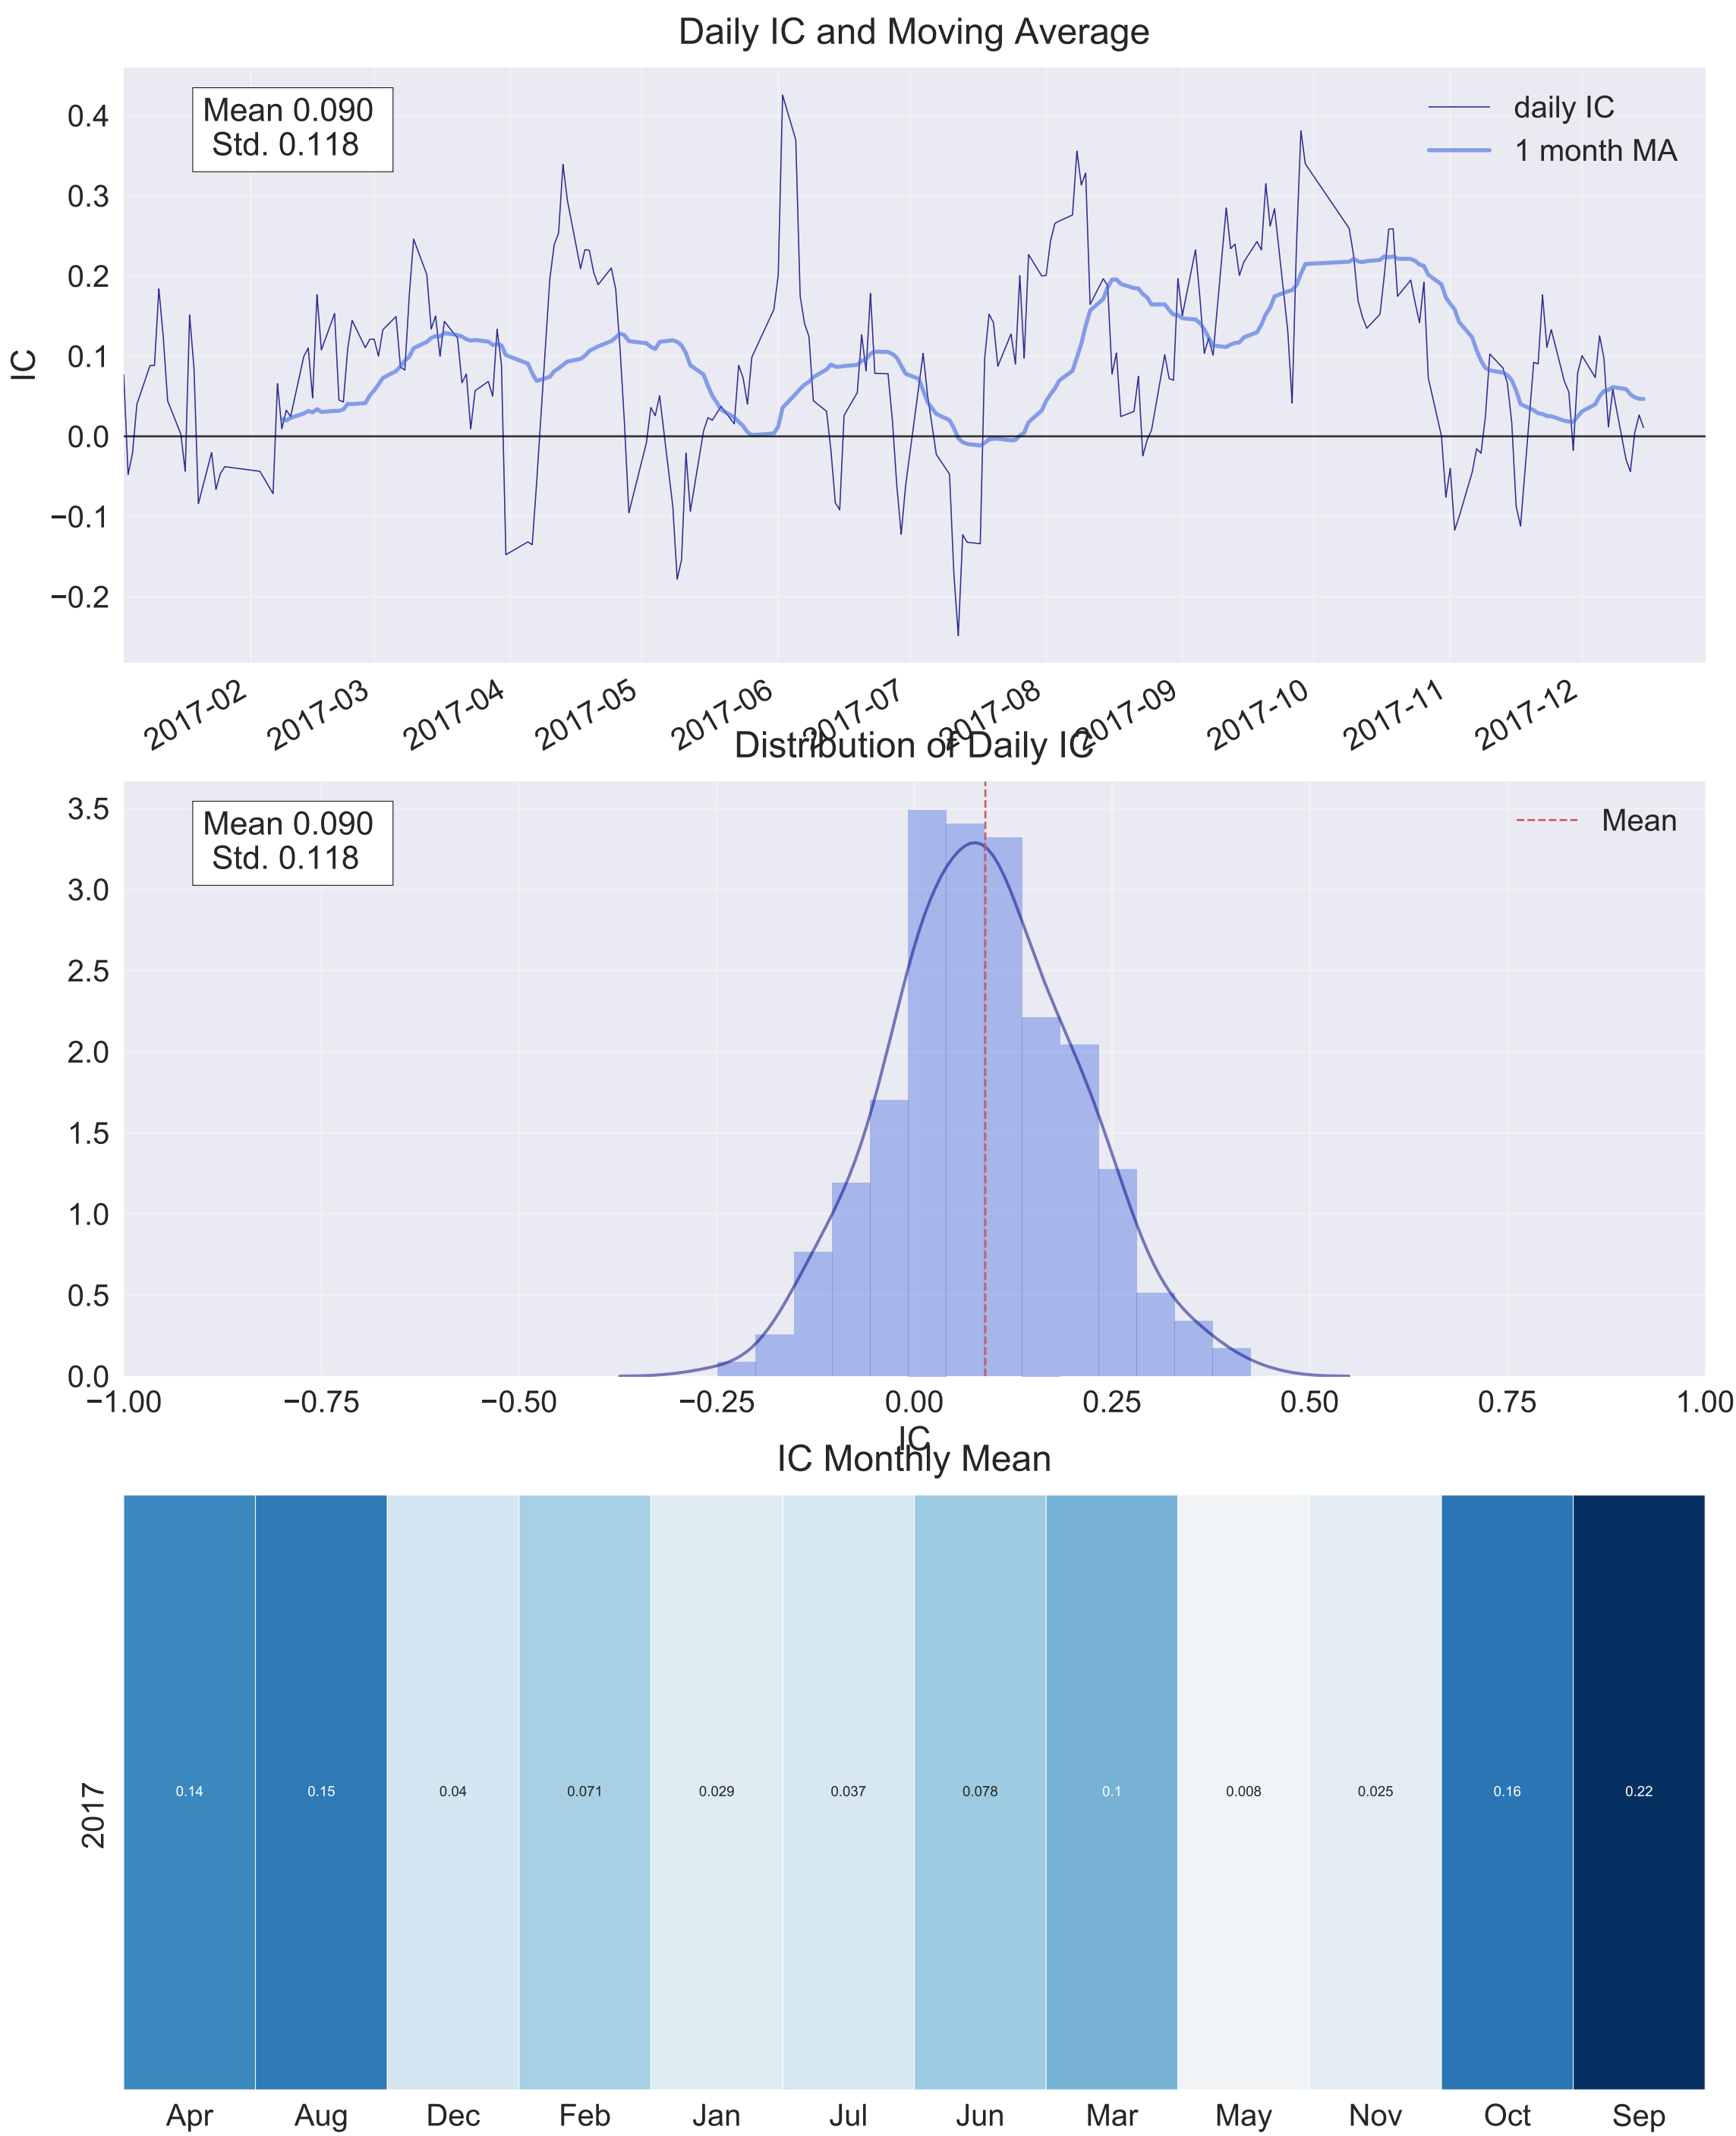 Daily IC and Moving Average
Mean 0.090
Std. 0.118
daily IC
1 month MA
IC
0.4
0.3
0.2
0.1
0.0
−0.1
−0.2
2017-02
2017-03
2017-04
2017-05
2017-06
2017-07
2017-08
2017-09
2017-10
2017-11
2017-12
Distribution of Daily IC
Mean 0.090
Std. 0.118
Mean
3.5
3.0
2.5
2.0
1.5
1.0
0.5
0.0
−1.00 −0.75 −0.50 −0.25 0.00 0.25 0.50 0.75 1.00
IC
IC Monthly Mean
2017
0.14 0.15 0.04 0.071 0.029 0.037 0.078 0.1 0.008 0.025 0.16 0.22
Apr Aug Dec Feb Jan Jul Jun Mar May Nov Oct Sep